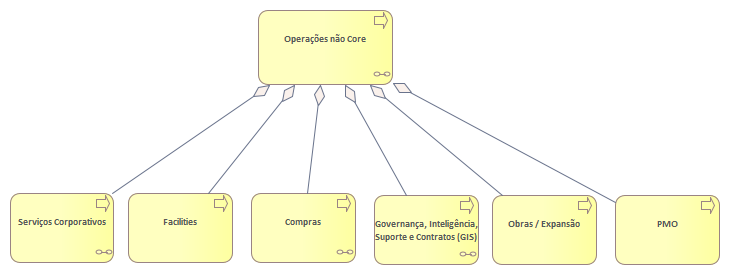 Operações não Core
Serviços Corporativos
Facilities
Compras
Governança, Inteligência,
Suporte e Contratos (GIS)
Obras / Expansão
PMO